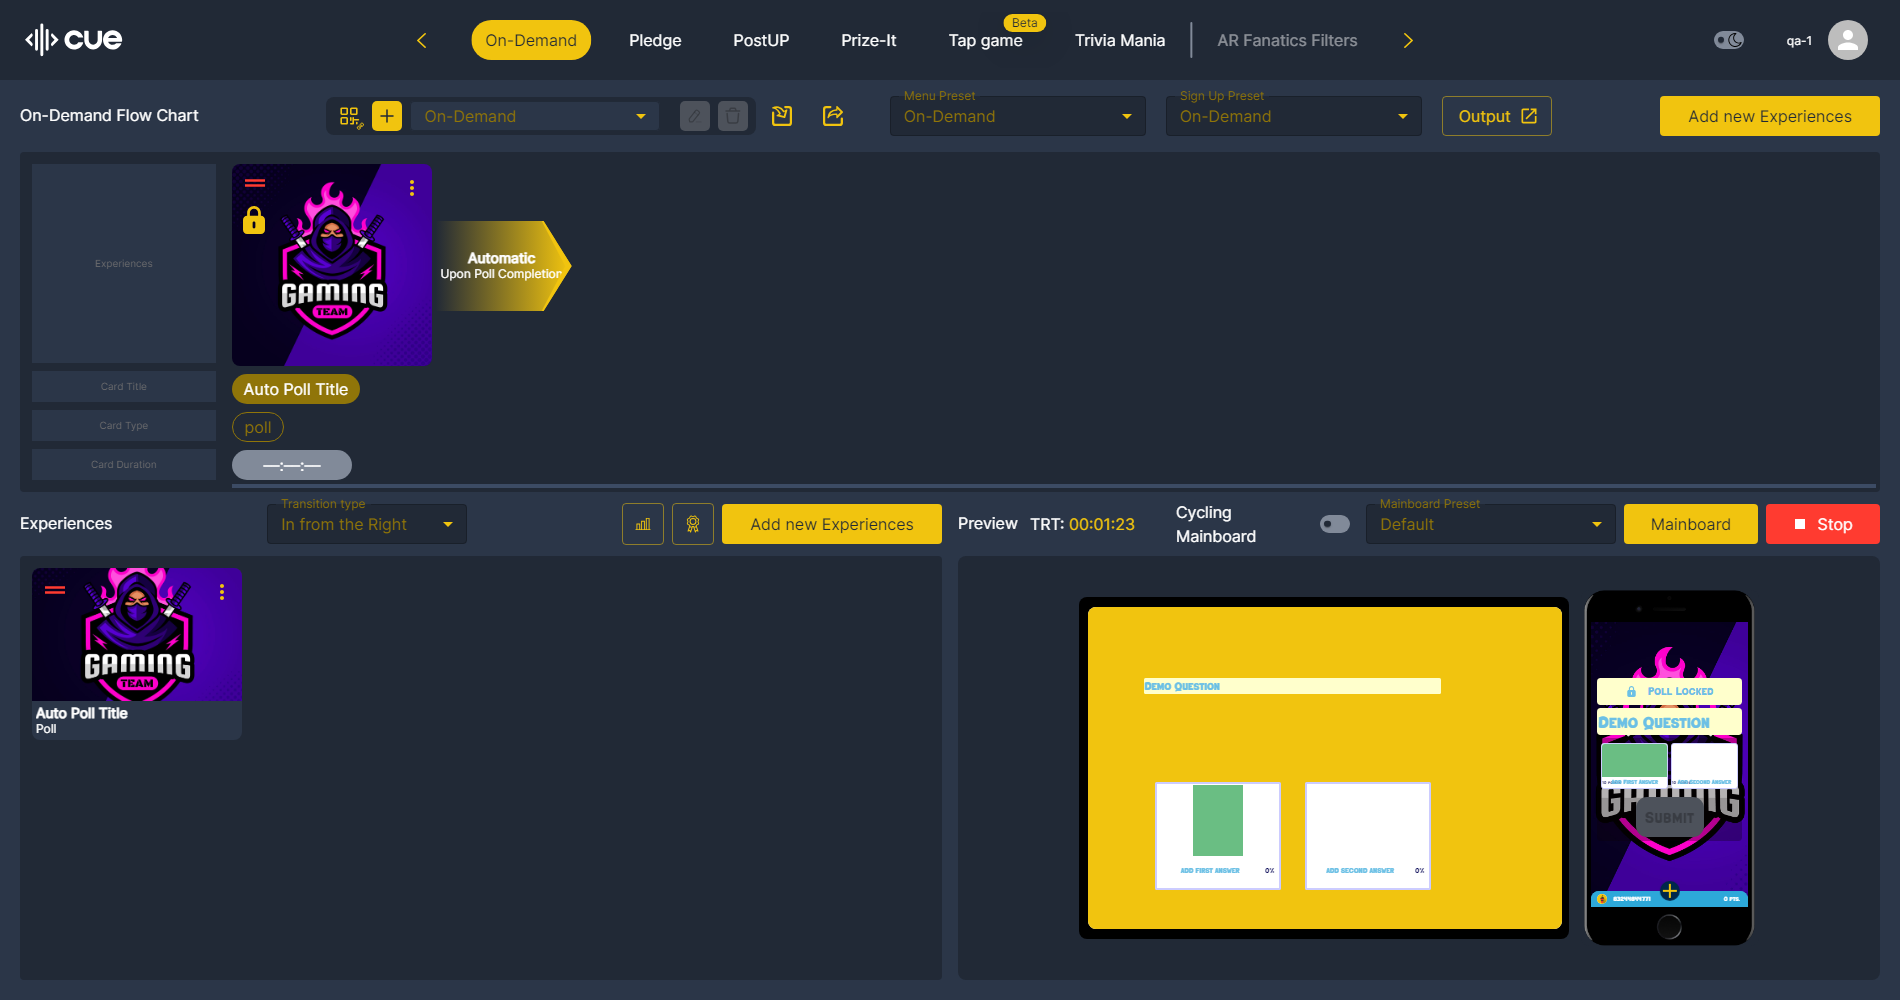 cue
On-Demand
Pledge
PostUP
Prize-It
Beta
Tap game
Trivia Mania
AR Fanatics Filters
qa-1
On-Demand Flow Chart
On-Demand
Menu Preset
On-Demand
Sign Up Preset
On-Demand
Output
Add new Experiences
Experiences
GAMING
TEAM
Automatic
Upon Poll Completion
Card Title
Auto Poll Title
Card Type
poll
Card Duration
—:—:—
Experiences
Transition type
In from the Right
Add new Experiences
Preview
TRT: 00:01:23
Cycling
Mainboard
Mainboard Preset
Default
Mainboard
Stop
GAMING
TEAM
Auto Poll Title
Poll
Demo Question
Add First Answer
0%
Add Second Answer
0%
Poll Locked
Demo Question
Add First Answer
Add Second Answer
GAMING
Submit
0 Pts.